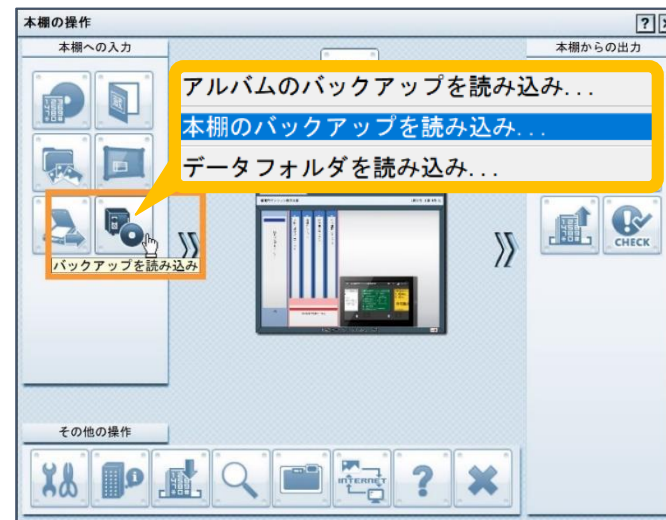 本棚の操作
本棚への入力
本棚からの出力
アルバムのバックアップを読み込み...
本棚のバックアップを読み込み...
データフォルダを読み込み...
バックアップを読み込み
CHECK
その他の操作
INTERNET